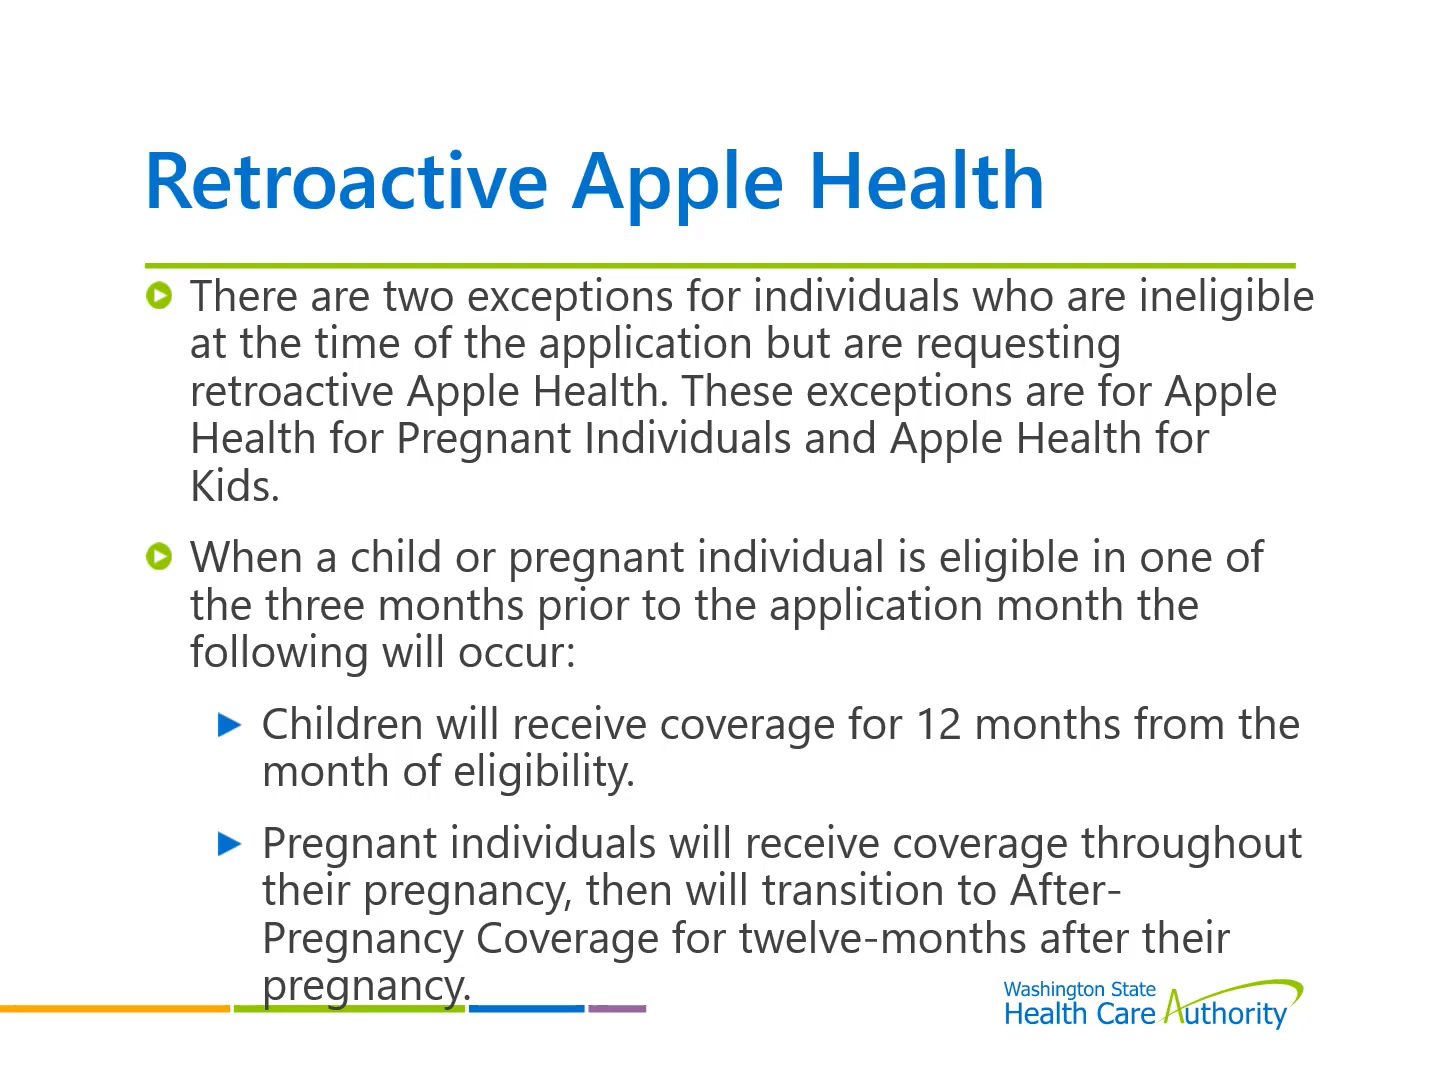 Retroactive Apple Health
There are two exceptions for individuals who are ineligible
at the time of the application but are requesting
retroactive Apple Health. These exceptions are for Apple
Health for Pregnant Individuals and Apple Health for
Kids.
When a child or pregnant individual is eligible in one of
the three months prior to the application month the
following will occur:
Children will receive coverage for 12 months from the
month of eligibility.
Pregnant individuals will receive coverage throughout
their pregnancy, then will transition to After-
Pregnancy Coverage for twelve-months after their
pregnancy.
Washington State
Health Care Authority